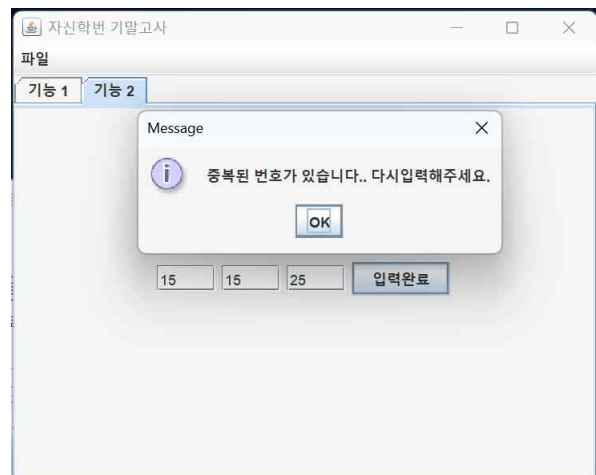 자신학번 기말고사
파일
기능 1 기능 2
Message
중복된 번호가 있습니다.. 다시입력해주세요.
OK
15 15 25 입력완료